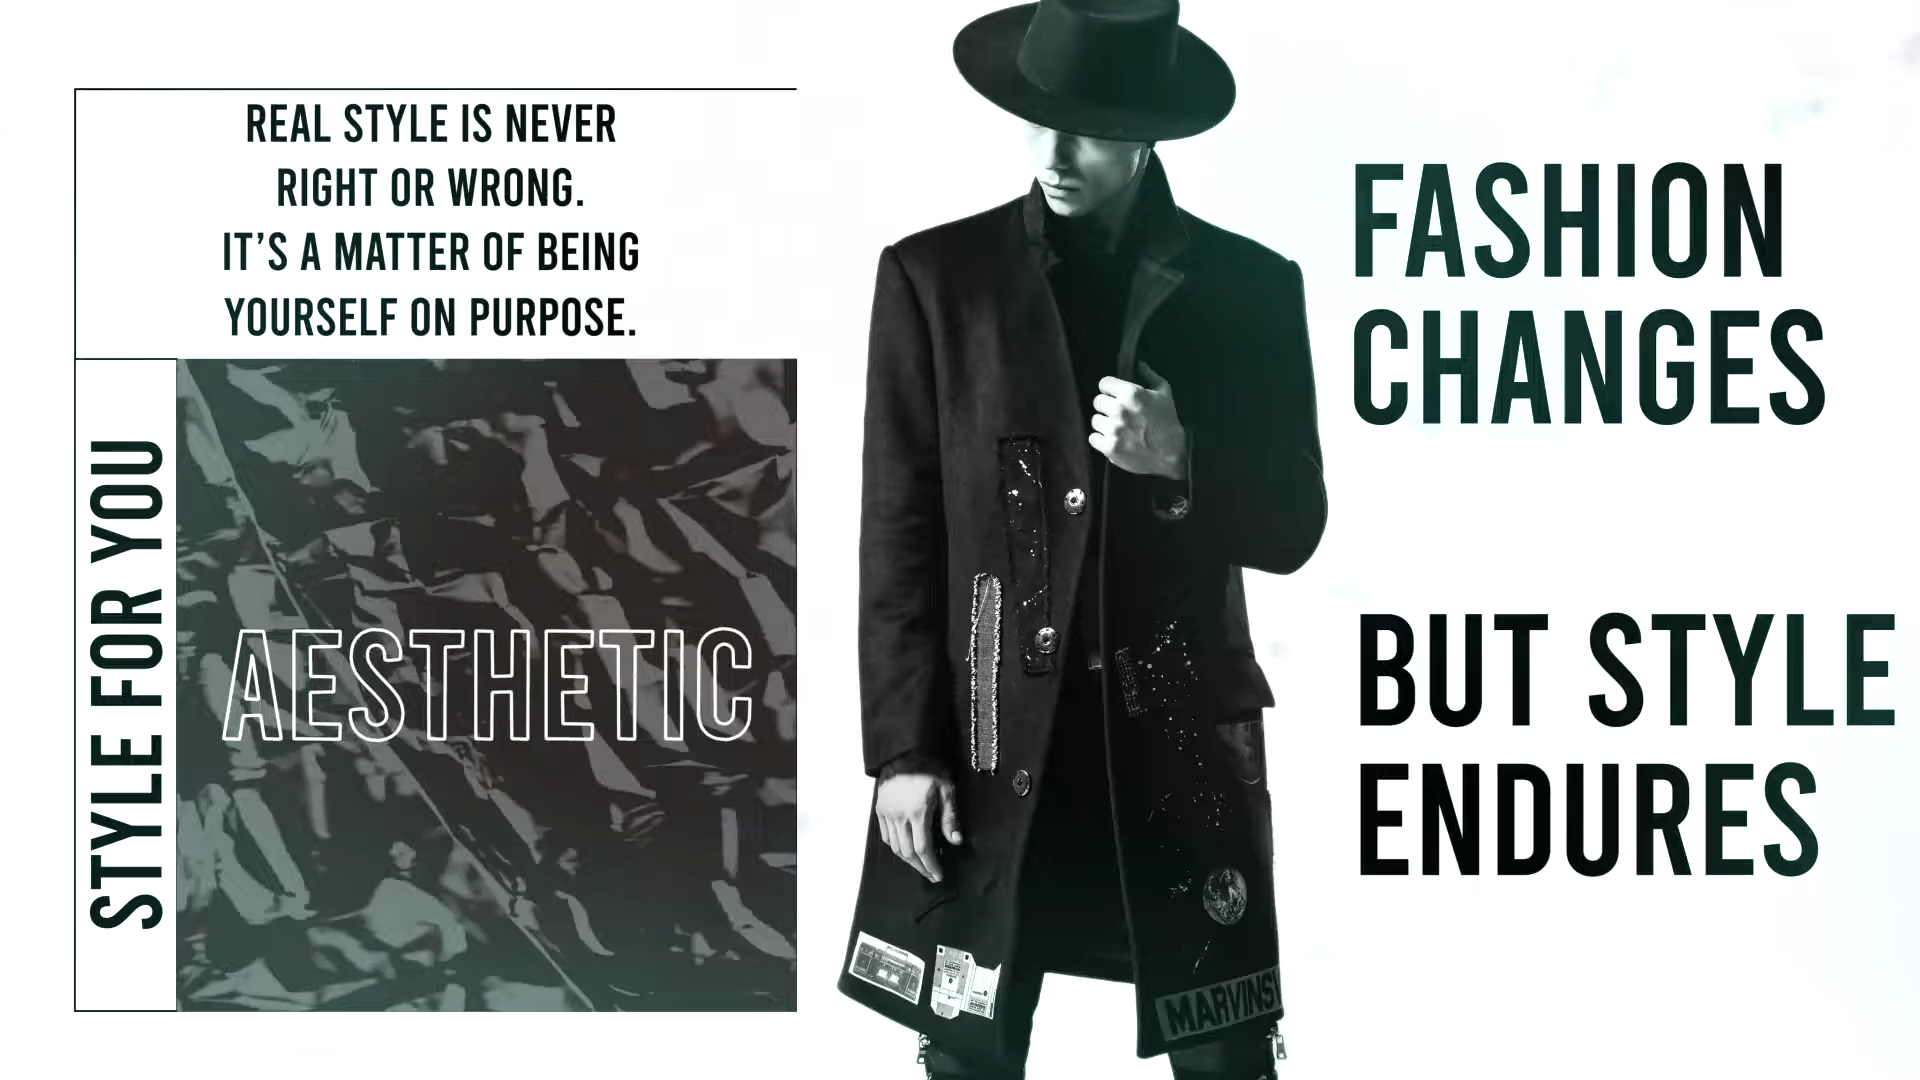 REAL STYLE IS NEVER
RIGHT OR WRONG.
IT’S A MATTER OF BEING
YOURSELF ON PURPOSE.
STYLE FOR YOU
AESTHETIC
FASHION
CHANGES
BUT STYLE
ENDURES